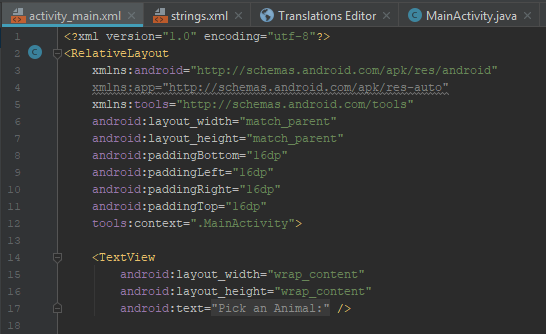 activity_main.xml strings.xml Translations Editor MainActivity.java
1 <?xml version="1.0" encoding="utf-8"?>
2 C <RelativeLayout
3 xmlns:android="http://schemas.android.com/apk/res/android"
4 xmlns:app="http://schemas.android.com/apk/res-auto"
5 xmlns:tools="http://schemas.android.com/tools"
6 android:layout_width="match_parent"
7 android:layout_height="match_parent"
8 android:paddingBottom="16dp"
9 android:paddingLeft="16dp"
10 android:paddingRight="16dp"
11 android:paddingTop="16dp"
12 tools:context=".MainActivity">
13
14 <TextView
15 android:layout_width="wrap_content"
16 android:layout_height="wrap_content"
17 android:text="Pick an Animal:" />
18